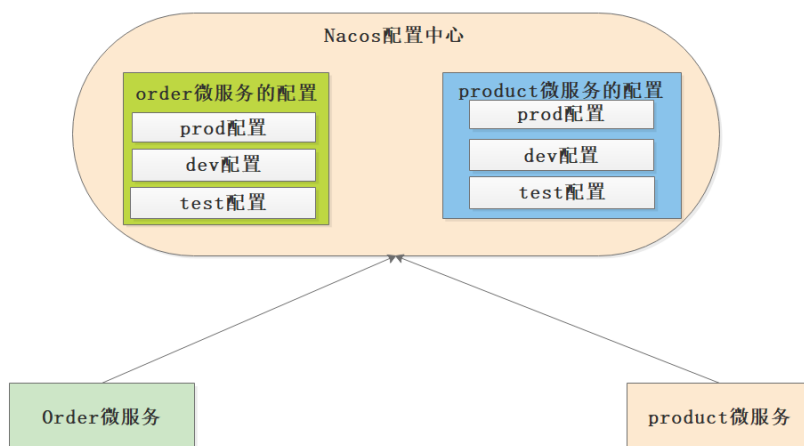 Nacos配置中心
order微服务的配置
prod配置
dev配置
test配置
product微服务的配置
prod配置
dev配置
test配置
Order微服务
product微服务